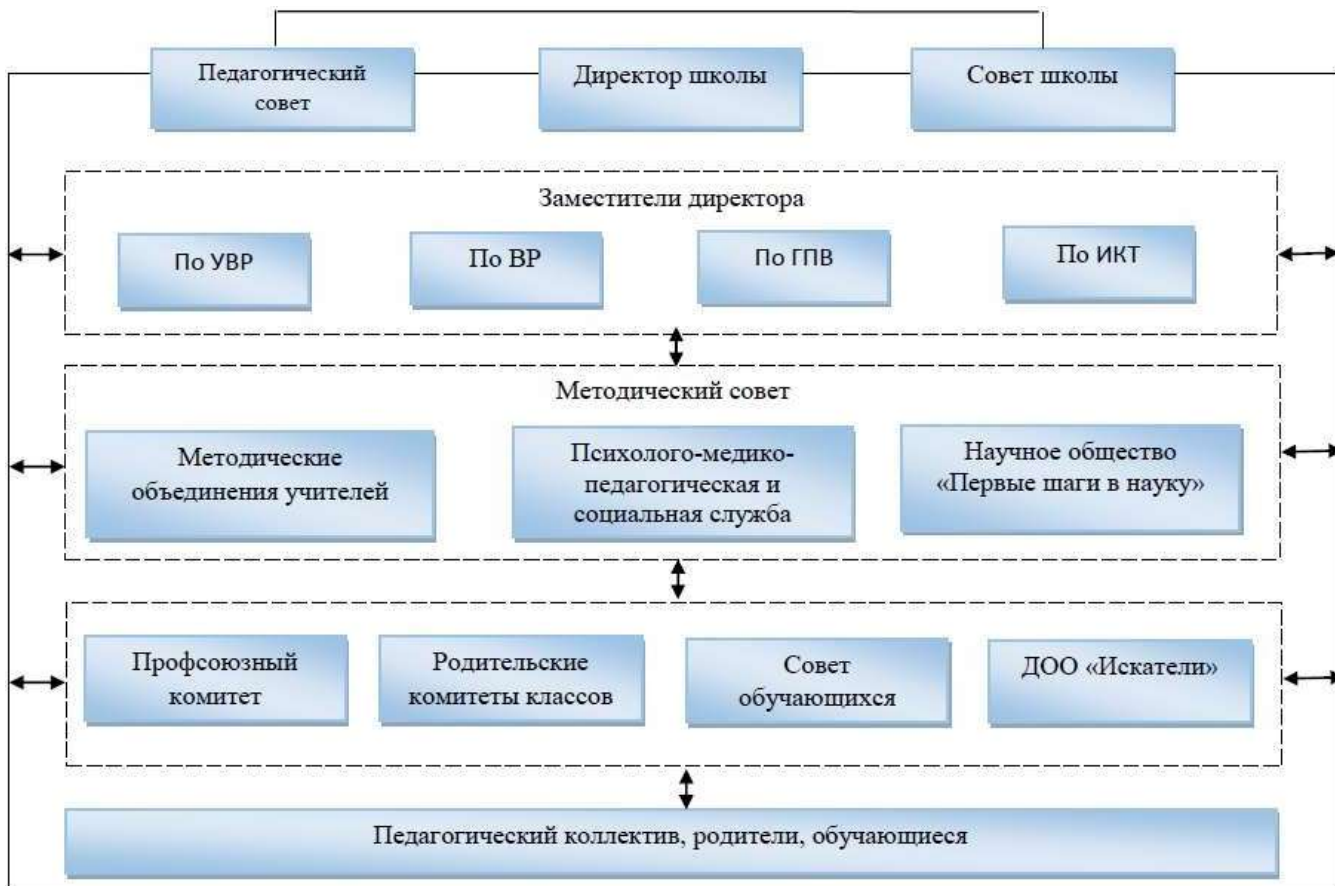 Педагогический
совет
Директор школы
Совет школы
Заместители директора
По УВР
По ВР
По ГПВ
По ИКТ
Методический совет
Методические
объединения учителей
Психолого-медико-
педагогическая и
социальная служба
Научное общество
«Первые шаги в науку»
Профсоюзный
комитет
Родительские
комитеты классов
Совет
обучающихся
ДОО «Искатели»
Педагогический коллектив, родители, обучающиеся